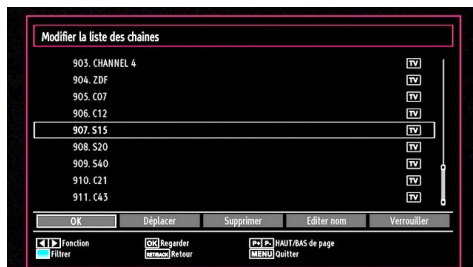 Modifier la liste des chaînes
903. CHANNEL 4 TV
904. ZDF TV
905. C07 TV
906. C12 TV
907. S15 TV
908. S20 TV
909. S40 TV
910. C21 TV
911. C43 TV
OK Déplacer Supprimer Editer nom Verrouiller
Fonction OK Regarder P+ P- HAUT/BAS de page
Filtrer RET/BACK Retour MENU Quitter